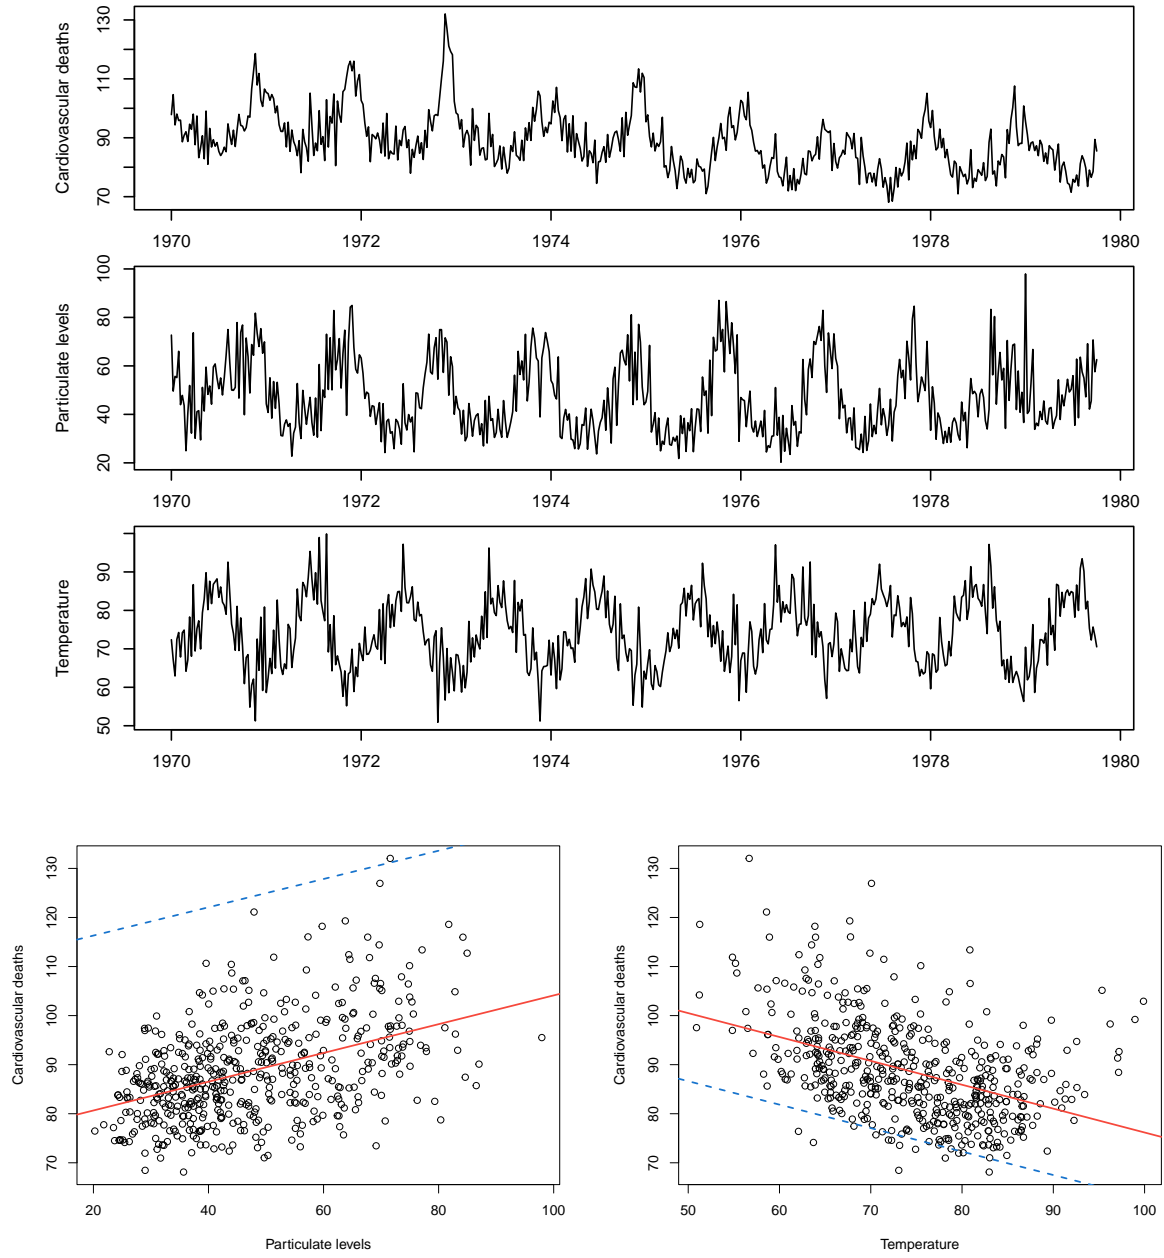 Cardiovascular deaths
130
110
90
70
1970 1972 1974 1976 1978 1980
Particulate levels
100
80
60
40
20
1970 1972 1974 1976 1978 1980
Temperature
90
80
70
60
50
1970 1972 1974 1976 1978 1980
Cardiovascular deaths
130
120
110
100
90
80
70
20 40 60 80 100
Particulate levels
Cardiovascular deaths
130
120
110
100
90
80
70
50 60 70 80 90 100
Temperature